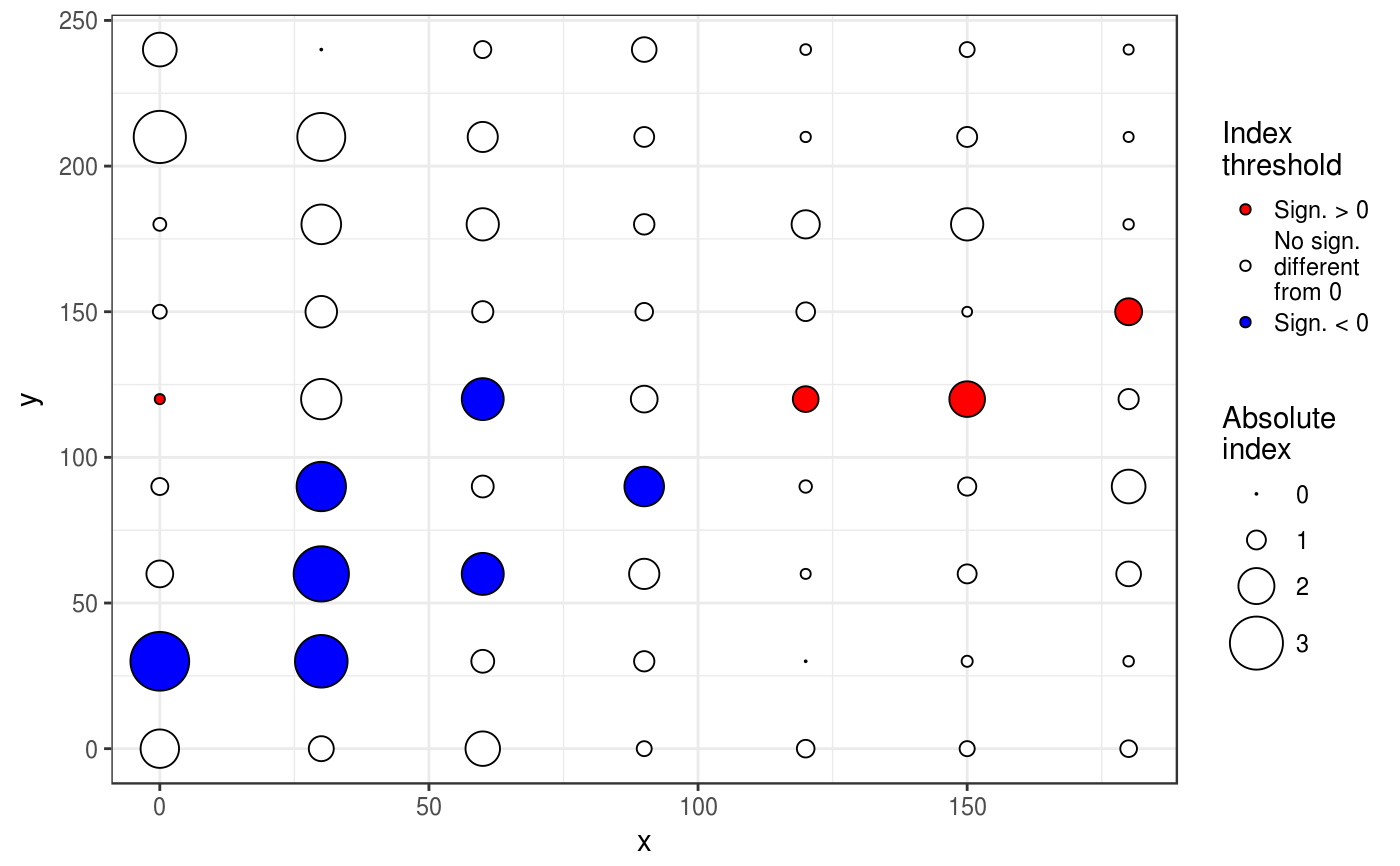 250
200
150
100
50
0
y
0
50
100
150
x
Index
threshold
Sign. > 0
No sign.
different
from 0
Sign. < 0
Absolute
index
0
1
2
3